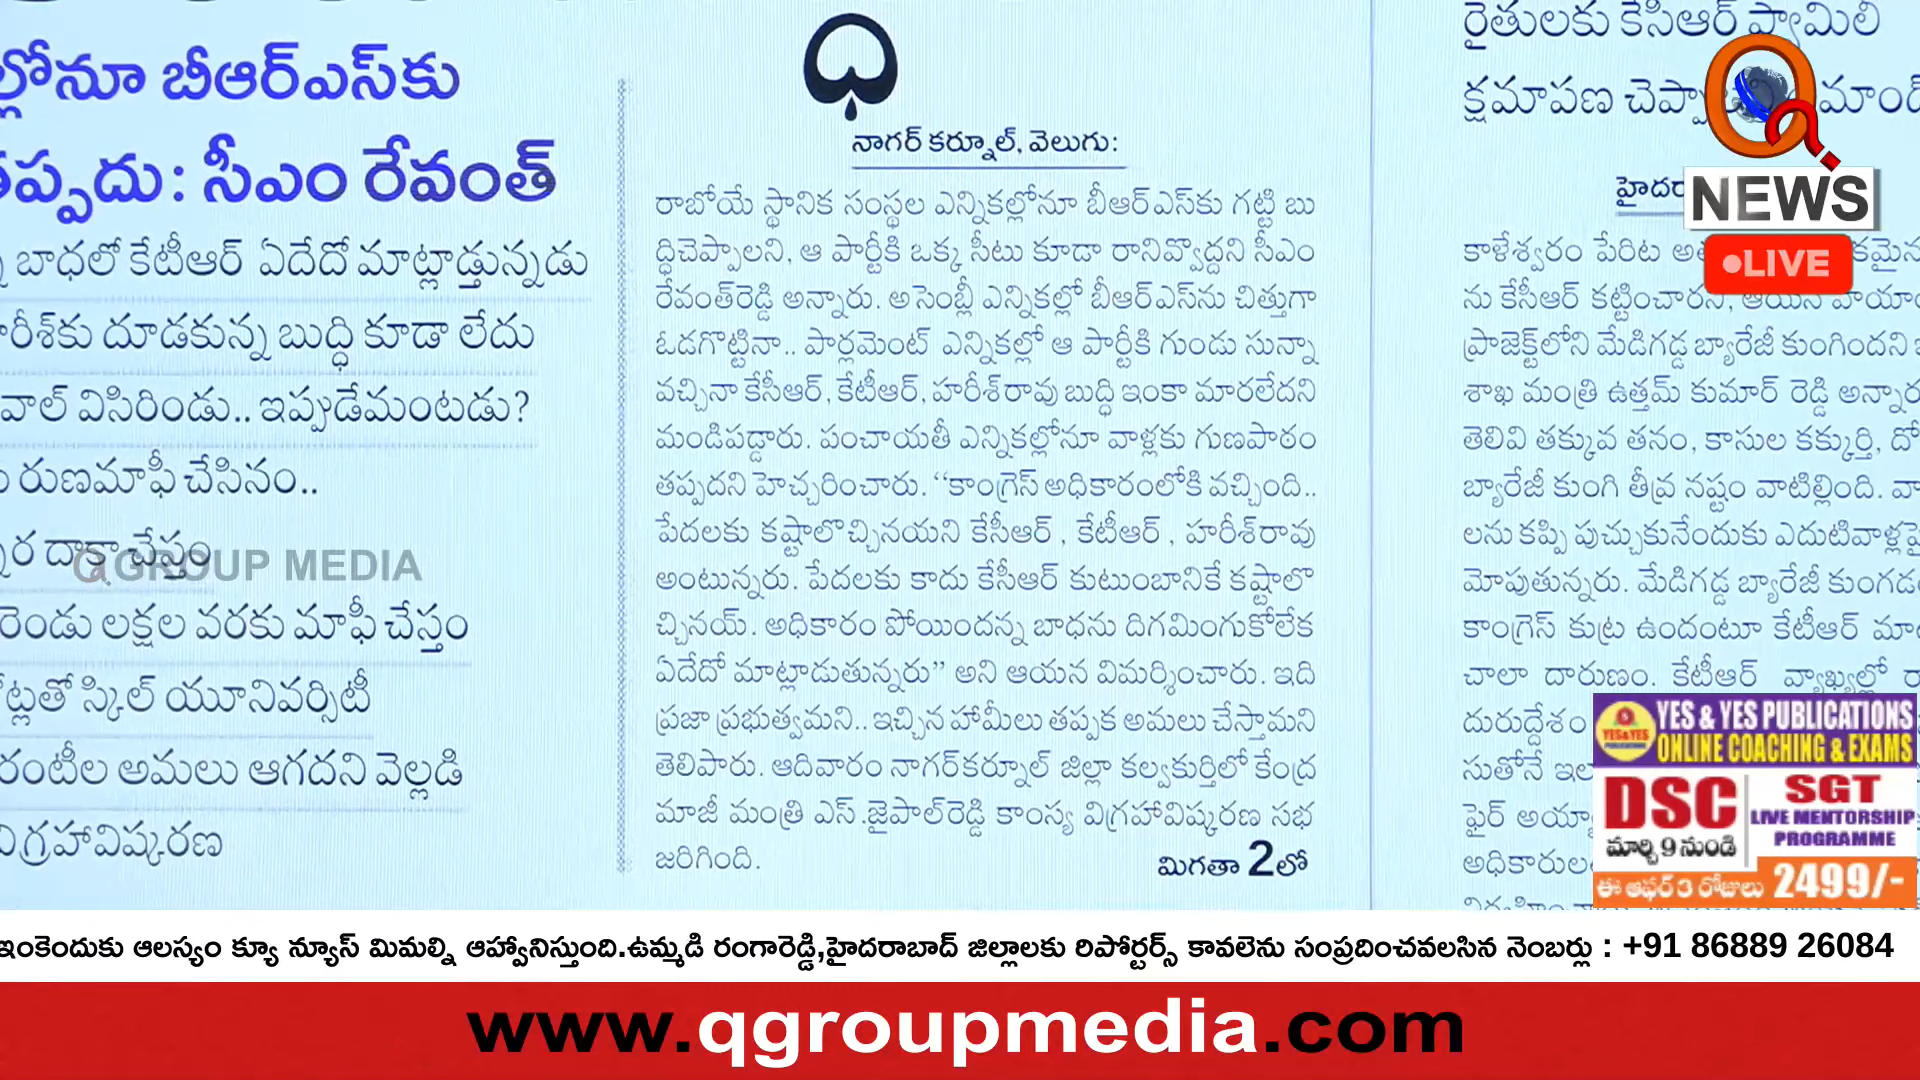 ల్లోనూ బీఆర్ఎస్‌కు
తప్పదు: సీఎం రేవంత్
బాధలో కేటీఆర్ ఏదేదో మాట్లాడ్తున్నడు
రీశ్‌కు దూడకున్న బుద్ధి కూడా లేదు
వాల్ విసిరిండు.. ఇప్పుడేమంటడు?
రుణమాఫీ చేసినం..
దాకా చేస్తం
రెండు లక్షల వరకు మాఫీ చేస్తం
ట్లతో స్కిల్ యూనివర్సిటీ
రంటీల అమలు ఆగదని వెల్లడి
విగ్రహావిష్కరణ
ధి
నాగర్ కర్నూల్, వెలుగు:
రాబోయే స్థానిక సంస్థల ఎన్నికల్లోనూ బీఆర్ఎస్‌కు గట్టి బు
ద్ధిచెప్పాలని, ఆ పార్టీకి ఒక్క సీటు కూడా రానివ్వొద్దని సీఎం
రేవంత్‌రెడ్డి అన్నారు. అసెంబ్లీ ఎన్నికల్లో బీఆర్ఎస్‌ను చిత్తుగా
ఓడగొట్టినా.. పార్లమెంట్ ఎన్నికల్లో ఆ పార్టీకి గుండు సున్నా
వచ్చినా కేసీఆర్, కేటీఆర్, హరీశ్‌రావు బుద్ధి ఇంకా మారలేదని
మండిపడ్డారు. పంచాయతీ ఎన్నికల్లోనూ వాళ్లకు గుణపాఠం
తప్పదని హెచ్చరించారు. “కాంగ్రెస్ అధికారంలోకి వచ్చింది..
పేదలకు కష్టాలొచ్చినయని కేసీఆర్, కేటీఆర్, హరీశ్‌రావు
అంటున్నరు. పేదలకు కాదు కేసీఆర్ కుటుంబానికే కష్టాలొ
చ్చినయ్. అధికారం పోయిందన్న బాధను దిగమింగుకోలేక
ఏదేదో మాట్లాడుతున్నరు” అని ఆయన విమర్శించారు. ఇది
ప్రజా ప్రభుత్వమని.. ఇచ్చిన హామీలు తప్పక అమలు చేస్తామని
తెలిపారు. ఆదివారం నాగర్‌కర్నూల్ జిల్లా కల్వకుర్తిలో కేంద్ర
మాజీ మంత్రి ఎస్.జైపాల్‌రెడ్డి కాంస్య విగ్రహావిష్కరణ సభ
జరిగింది.
మిగతా 2లో
రైతులకు కేసీఆర్ ఫ్యామిలీ
క్షమాపణ
కాళేశ్వరం పేరిట
ను కేసీఆర్ కట్టించారని,
ప్రాజెక్ట్‌లోని మేడిగడ్డ బ్యారేజీ కుంగిందని
శాఖ మంత్రి ఉత్తమ్ కుమార్ రెడ్డి
తెలివి తక్కువ తనం, కాసుల కక్కుర్తి,
బ్యారేజీ కుంగి తీవ్ర నష్టం వాటిల్లింది.
లను కప్పి పుచ్చుకునేందుకు
మోపుతున్నరు. మేడిగడ్డ బ్యారేజీ
కాంగ్రెస్ కుట్ర ఉందంటూ కేటీఆర్
చాలా దారుణం. కేటీఆర్ వ్యాఖ్యల్లో
దురుద్దేశం
సుతోనే
ఫైర్
Q
NEWS
LIVE
Q GROUP MEDIA
YES & YES PUBLICATIONS
ONLINE COACHING & EXAMS
DSC
మార్చి 9 నుండి
SGT
LIVE MENTORSHIP
PROGRAMME
ఈ ఆఫర్ 3 రోజులు 2499/-
ఇంకెందుకు ఆలస్యం క్యూ న్యూస్ మిమల్ని ఆహ్వానిస్తుంది.ఉమ్మడి రంగారెడ్డి,హైదరాబాద్ జిల్లాలకు రిపోర్టర్స్ కావలెను సంప్రదించవలసిన నెంబర్లు : +91 86889 26084
www.qgroupmedia.com